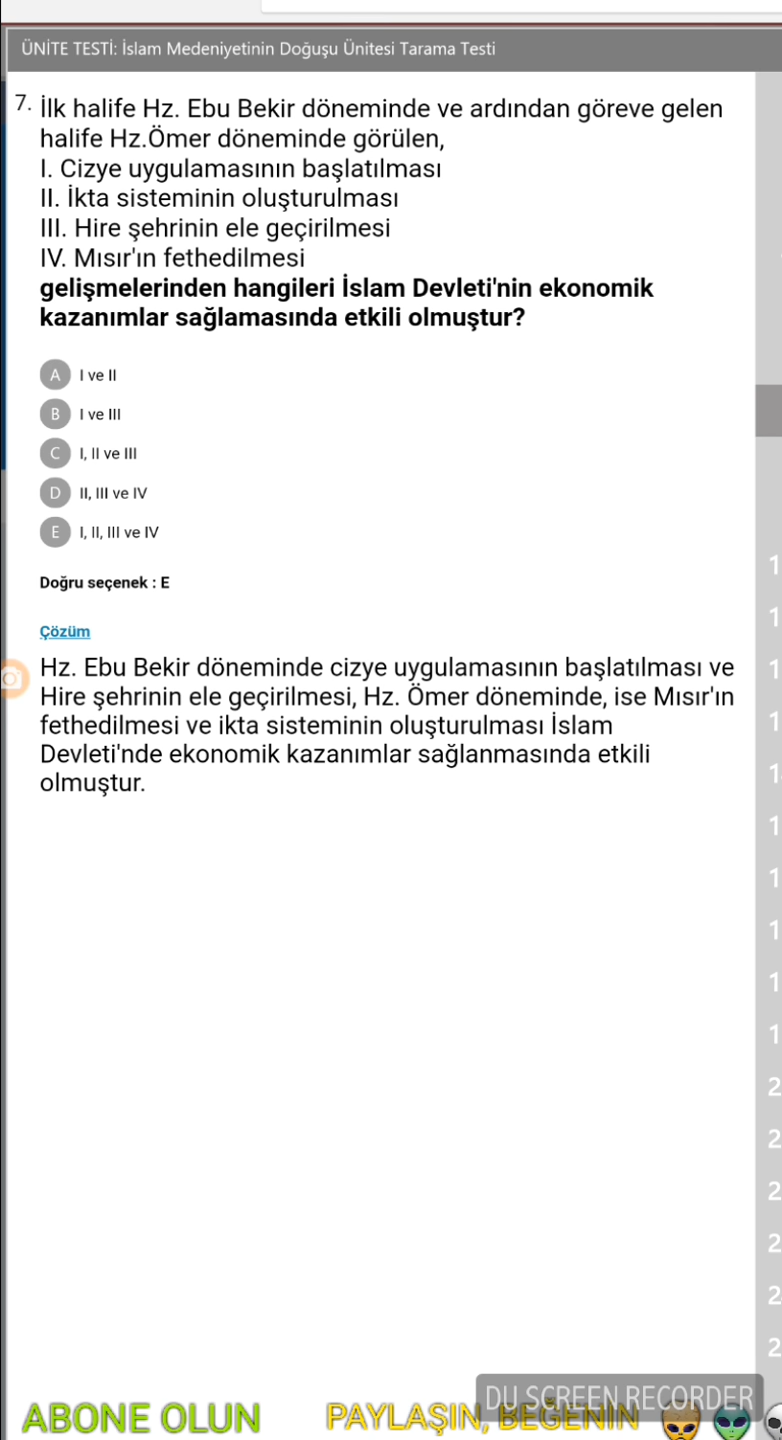 ÜNİTE TESTİ: İslam Medeniyetinin Doğuşu Ünitesi Tarama Testi
7. İlk halife Hz. Ebu Bekir döneminde ve ardından göreve gelen
halife Hz.Ömer döneminde görülen,
I. Cizye uygulamasının başlatılması
II. İkta sisteminin oluşturulması
III. Hire şehrinin ele geçirilmesi
IV. Mısır'ın fethedilmesi
gelişmelerinden hangileri İslam Devleti'nin ekonomik
kazanımlar sağlamasında etkili olmuştur?
A I ve II
B I ve III
C I, II ve III
D II, III ve IV
E I, II, III ve IV
Doğru seçenek : E
Çözüm
Hz. Ebu Bekir döneminde cizye uygulamasının başlatılması ve
Hire şehrinin ele geçirilmesi, Hz. Ömer döneminde, ise Mısır'ın
fethedilmesi ve ikta sisteminin oluşturulması İslam
Devleti'nde ekonomik kazanımlar sağlanmasında etkili
olmuştur.
DU SCREEN RECORDER
ABONE OLUN PAYLAŞIN, BEĞENİN